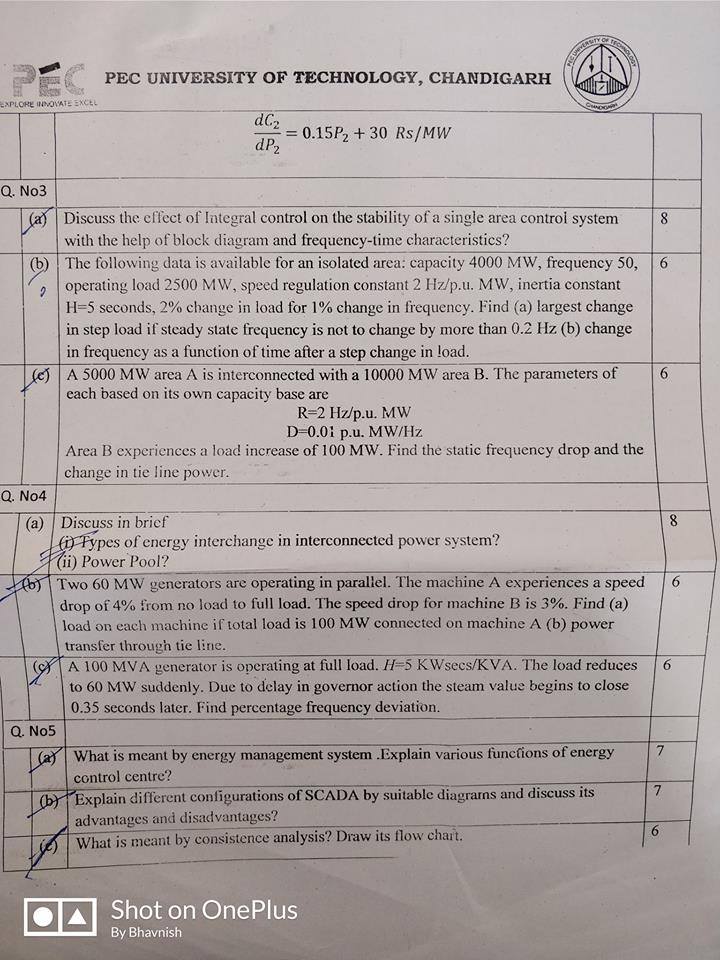 PEC
EXPLORE INNOVATE EXCEL
PEC UNIVERSITY OF TECHNOLOGY, CHANDIGARH
PEC UNIVERSITY OF TECHNOLOGY
CHANDIGARH
dC₂/dP₂ = 0.15P₂ + 30 Rs/MW
Q. No3
(a) Discuss the effect of Integral control on the stability of a single area control system 8
with the help of block diagram and frequency-time characteristics?
(b) The following data is available for an isolated area: capacity 4000 MW, frequency 50, 6
operating load 2500 MW, speed regulation constant 2 Hz/p.u. MW, inertia constant
H=5 seconds, 2% change in load for 1% change in frequency. Find (a) largest change
in step load if steady state frequency is not to change by more than 0.2 Hz (b) change
in frequency as a function of time after a step change in load.
(c) A 5000 MW area A is interconnected with a 10000 MW area B. The parameters of 6
each based on its own capacity base are
R=2 Hz/p.u. MW
D=0.01 p.u. MW/Hz
Area B experiences a load increase of 100 MW. Find the static frequency drop and the
change in tie line power.
Q. No4
(a) Discuss in brief 8
(i) Types of energy interchange in interconnected power system?
(ii) Power Pool?
(b) Two 60 MW generators are operating in parallel. The machine A experiences a speed 6
drop of 4% from no load to full load. The speed drop for machine B is 3%. Find (a)
load on each machine if total load is 100 MW connected on machine A (b) power
transfer through tie line.
(c) A 100 MVA generator is operating at full load. H=5 KWsecs/KVA. The load reduces 6
to 60 MW suddenly. Due to delay in governor action the steam value begins to close
0.35 seconds later. Find percentage frequency deviation.
Q. No5
(a) What is meant by energy management system .Explain various functions of energy 7
control centre?
(b) Explain different configurations of SCADA by suitable diagrams and discuss its 7
advantages and disadvantages?
(c) What is meant by consistence analysis? Draw its flow chart. 6
Shot on OnePlus
By Bhavnish